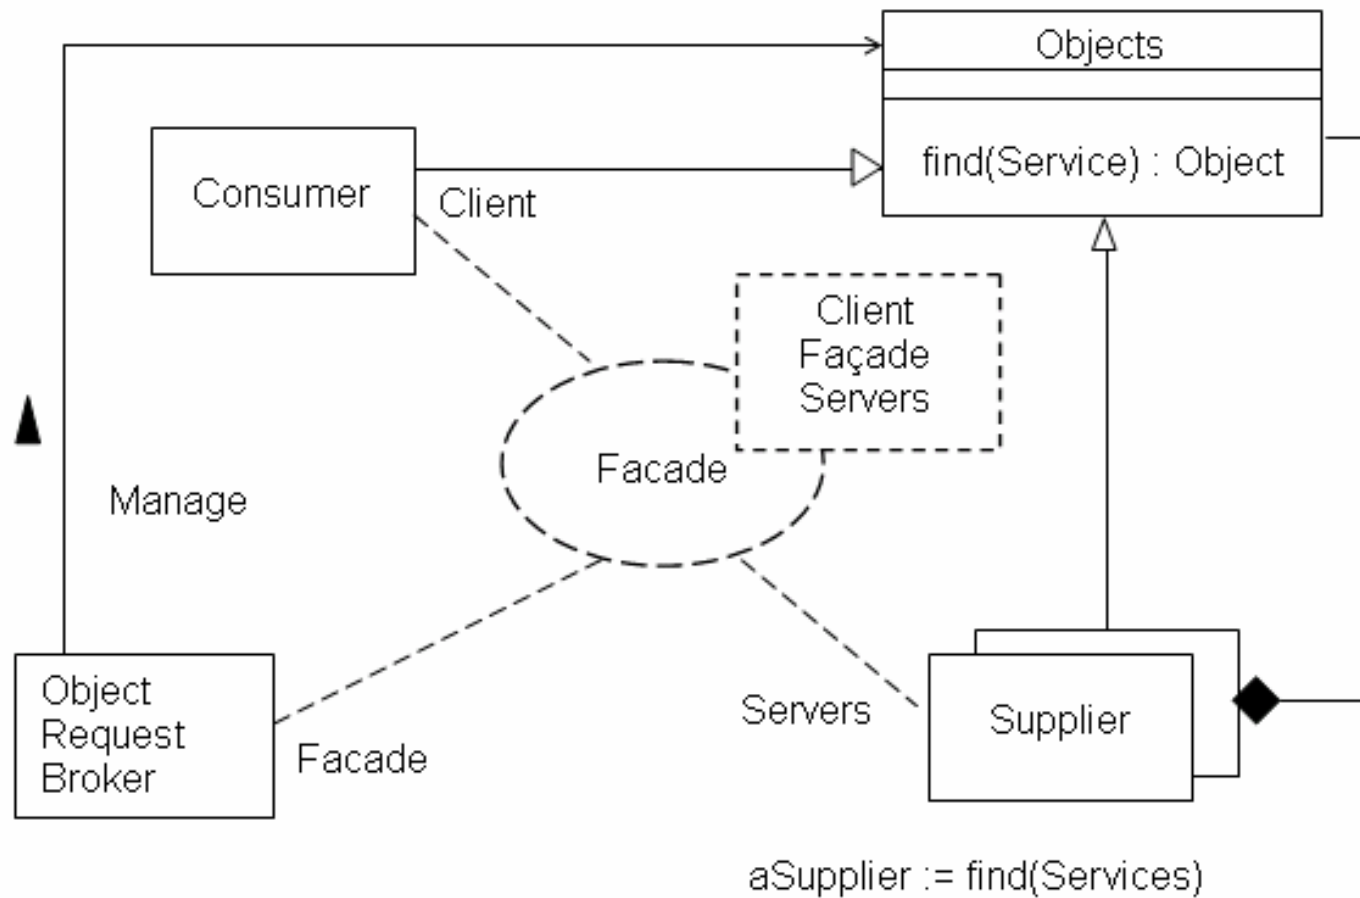 Objects
find(Service) : Object
Consumer
Client
Client
Façade
Servers
Facade
Manage
Object
Request
Broker
Facade
Servers
Supplier
aSupplier := find(Services)